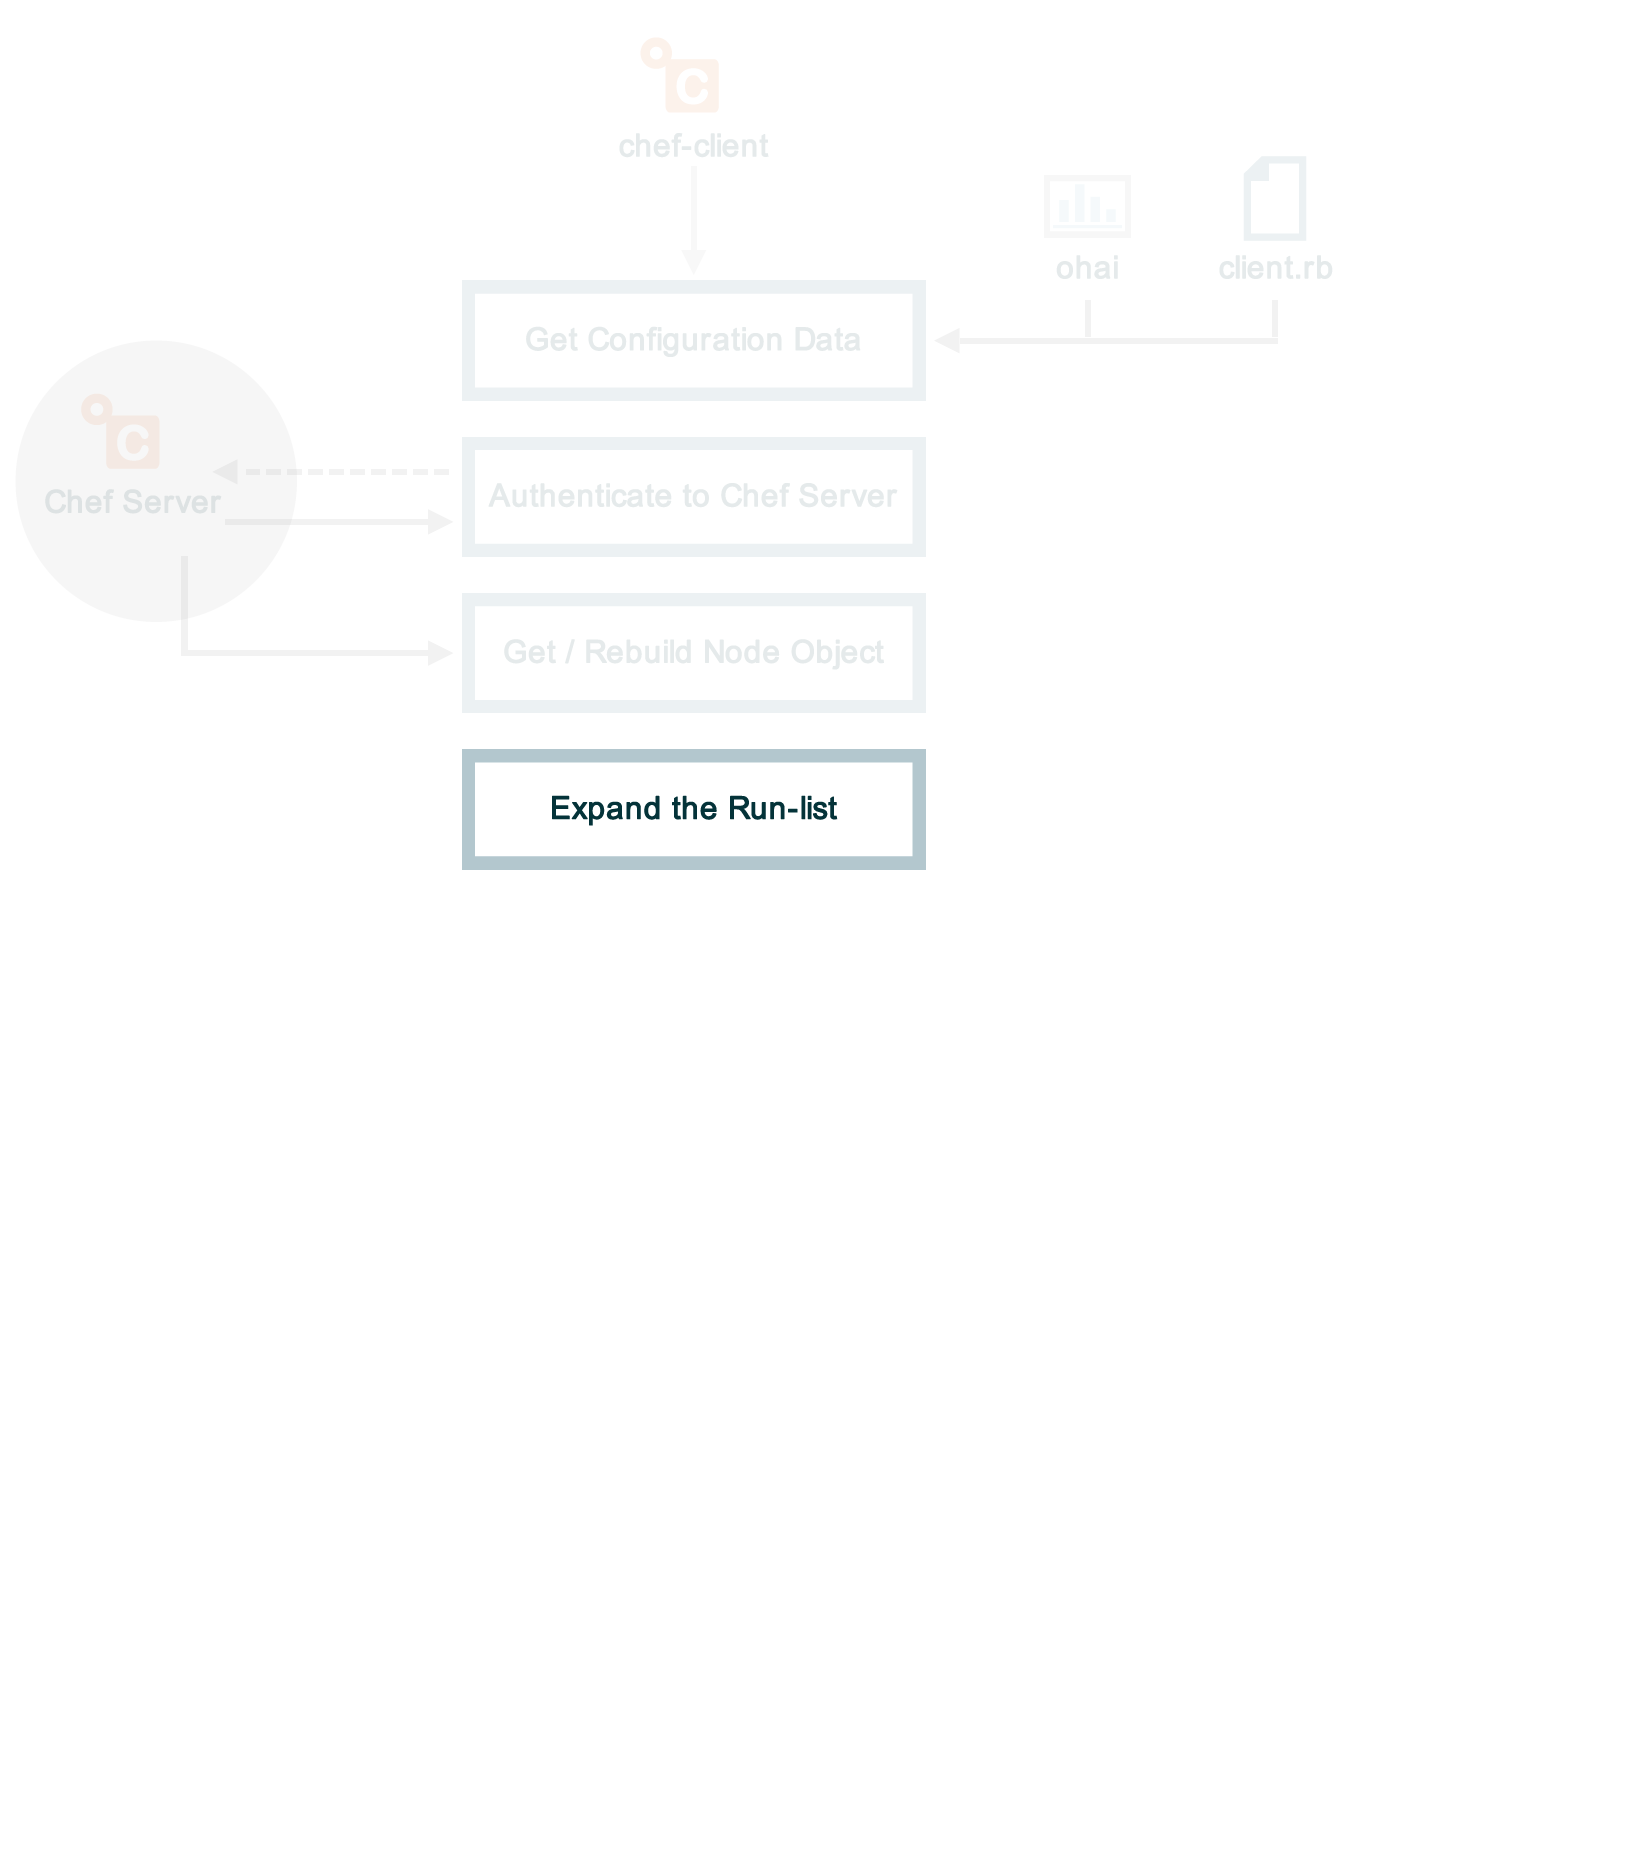 chef-client
ohai
client.rb
Get Configuration Data
Chef Server
Authenticate to Chef Server
Get / Rebuild Node Object
Expand the Run-list